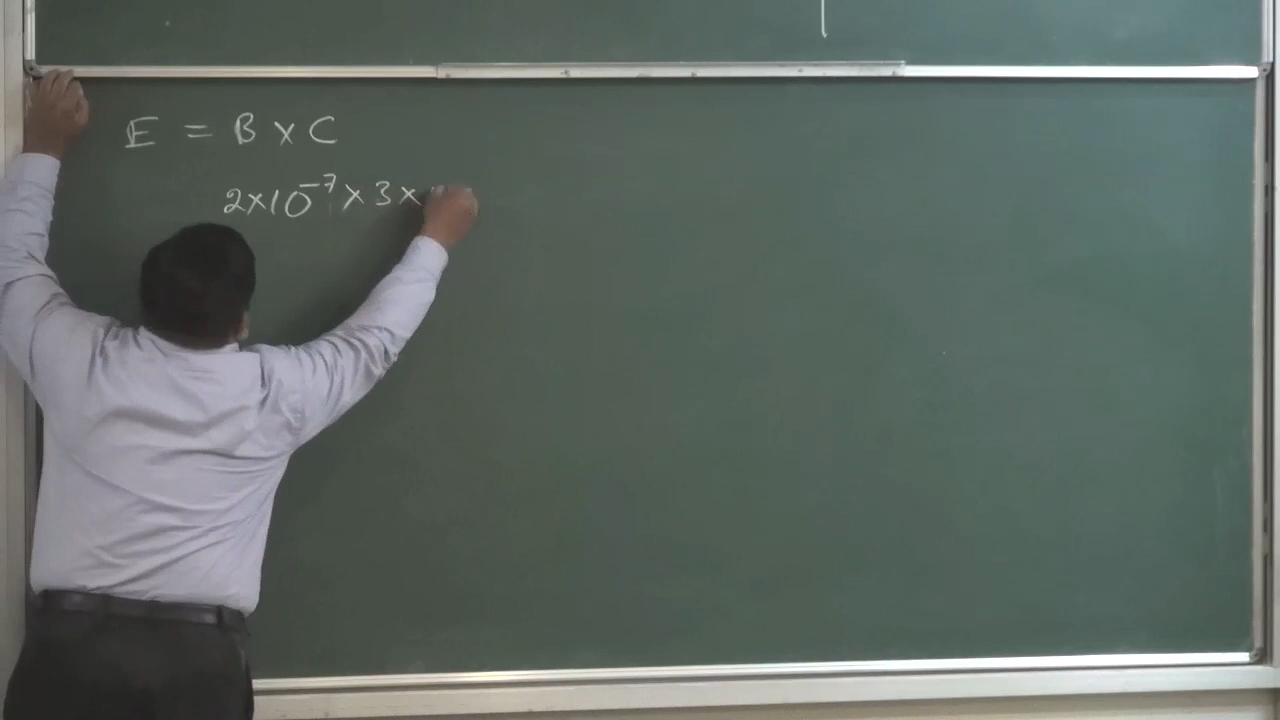 E = B × C
2×10⁻⁷ × 3 ×